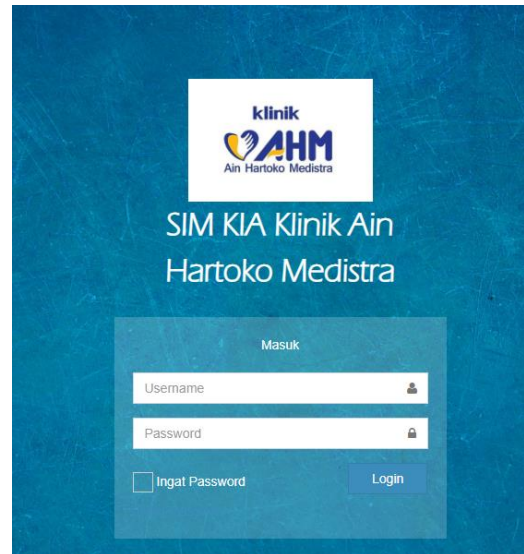 klinik
AHM
Ain Hartoko Medistra
SIM KIA Klinik Ain
Hartoko Medistra
Masuk
Username
Password
Ingat Password
Login